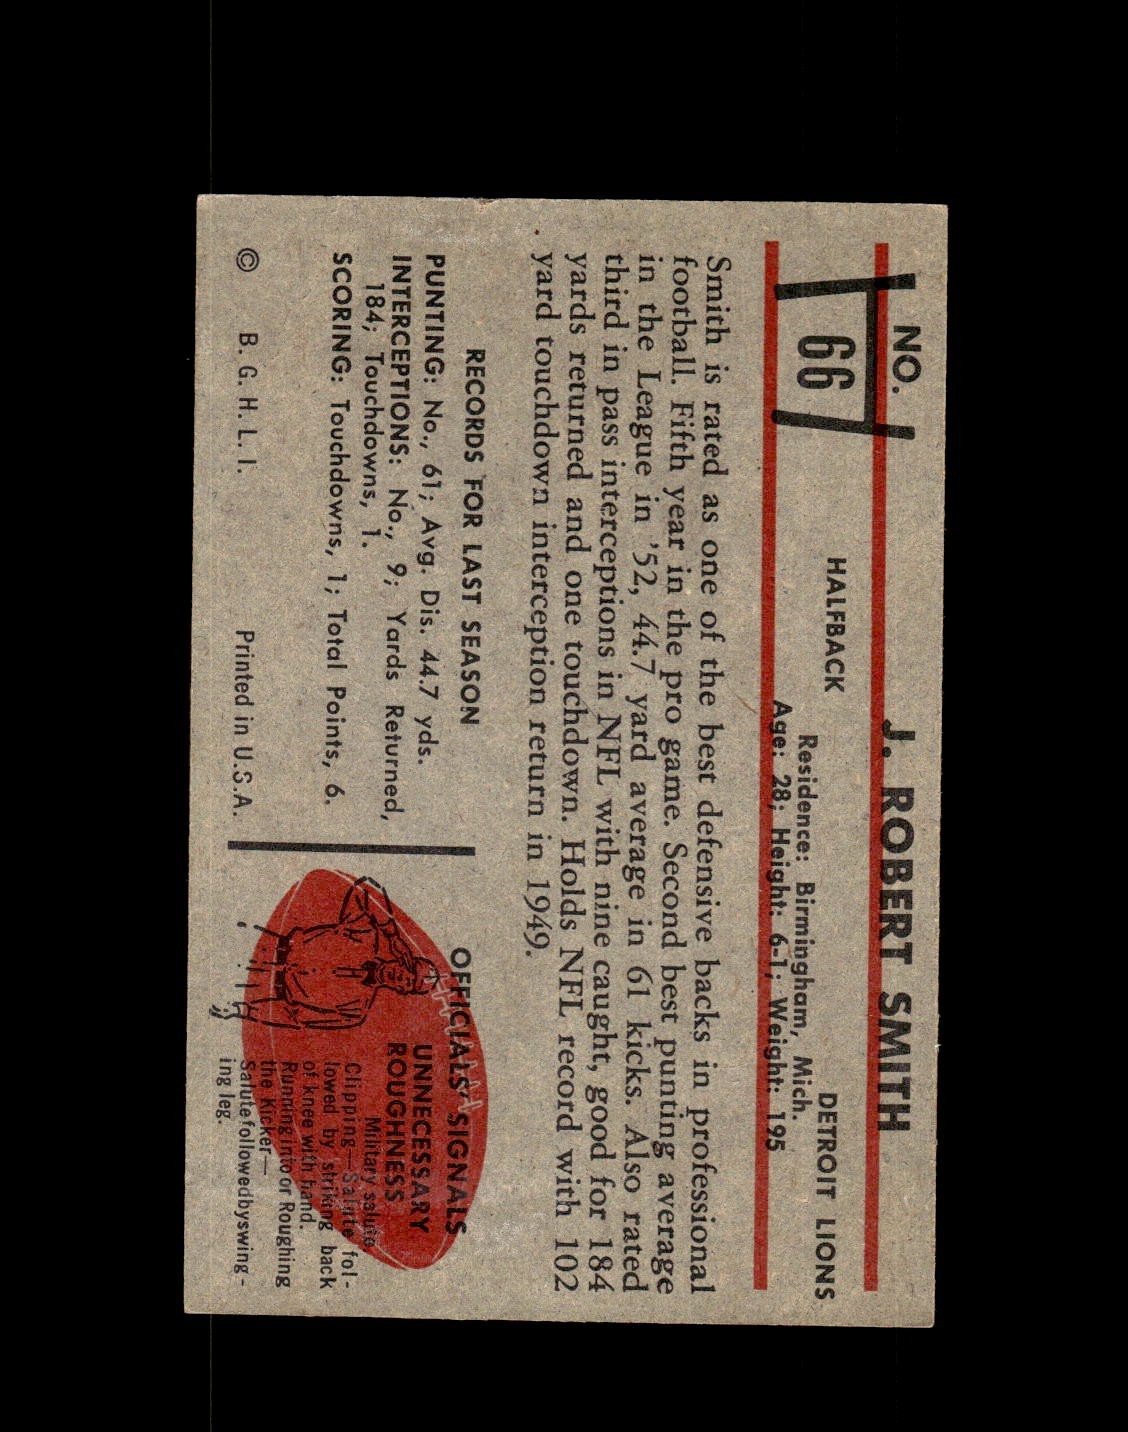 NO.
66
J. ROBERT SMITH
HALFBACK
DETROIT LIONS
Residence: Birmingham, Mich.
Age: 28; Height: 6-1; Weight: 195
Smith is rated as one of the best defensive backs in professional
football. Fifth year in the pro game. Second best punting average
in the League in '52, 44.7 yard average in 61 kicks. Also rated
third in pass interceptions in NFL with nine caught, good for 184
yards returned and one touchdown. Holds NFL record with 102
yard touchdown interception return in 1949.
RECORDS FOR LAST SEASON
PUNTING: No., 61; Avg. Dis. 44.7 yds.
INTERCEPTIONS: No., 9; Yards Returned,
184; Touchdowns, 1.
SCORING: Touchdowns, 1; Total Points, 6.
© B. G. H. L. I. Printed in U.S.A.
OFFICIALS' SIGNALS
UNNECESSARY
ROUGHNESS
Military salute
Clipping—Salute fol-
lowed by striking back
of knee with hand.
Running into or Roughing
the Kicker—
Salute followed by swing-
ing leg.